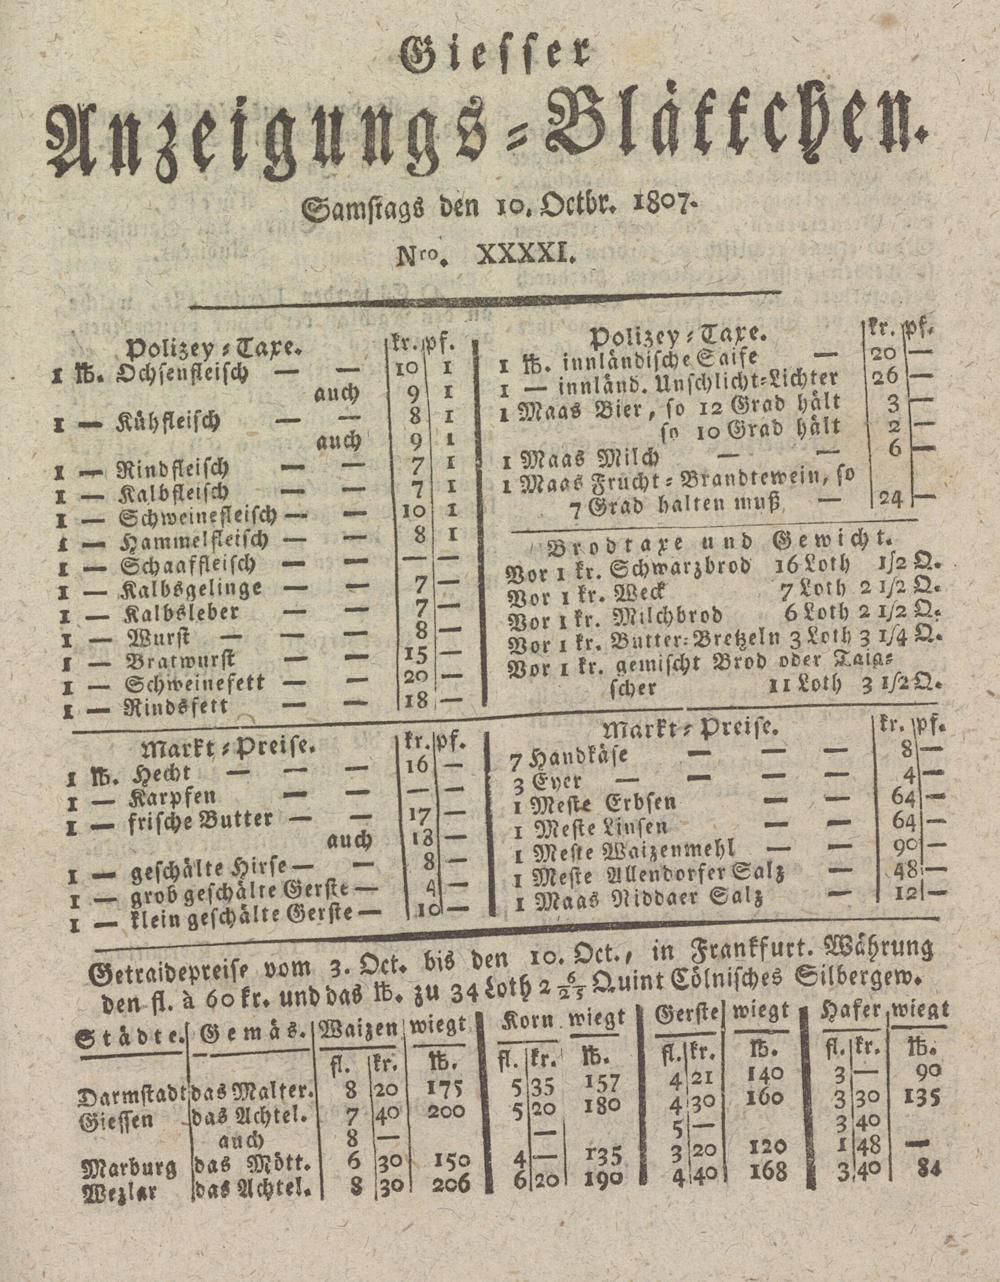 Giesser
Anzeigungs-Blättchen.
Samstags den 10. Octbr. 1807.
Nro. XXXXI.
Polizey-Taxe. kr. pf.
1 ℔. Ochsenfleisch — — 10 1
auch 9 1
1 — Kühfleisch — — 8 1
auch 9 1
1 — Rindfleisch — — 7 1
1 — Kalbfleisch — — 7 1
1 — Schweinefleisch — — 10 1
1 — Hammelfleisch — — 8 1
1 — Schaaffleisch — — — —
1 — Kalbsgelinge — — 7 —
1 — Kalbsleber — — 7 —
1 — Wurst — — — 8 —
1 — Bratwurst — — 15 —
1 — Schweinefett — — 20 —
1 — Rindsfett — — 18 —
Polizey-Taxe. kr. pf.
1 ℔. innländische Saife — 20 —
1 — innländ. Unschlicht-Lichter 26 —
1 Maas Bier, so 12 Grad hält 3 —
so 10 Grad hält 2 —
1 Maas Milch — — 6 —
1 Maas Frucht-Brandtewein, so
7 Grad halten muß — 24 —
Brodtaxe und Gewicht.
Vor 1 kr. Schwarzbrod 16 Loth 1/2 Q.
Vor 1 kr. Weck 7 Loth 2 1/2 Q.
Vor 1 kr. Milchbrod 6 Loth 2 1/2 Q.
Vor 1 kr. Butter-Bretzeln 3 Loth 3 1/4 Q.
Vor 1 kr. gemischt Brod oder Taig-
scher 11 Loth 3 1/2 Q.
Markt-Preise. kr. pf.
1 ℔. Hecht — — — 16 —
1 — Karpfen — — — —
1 — frische Butter — — 17 —
auch 18 —
1 — geschälte Hirse — — 8 —
1 — grob geschälte Gerste — 4 —
1 — klein geschälte Gerste — 10 —
Markt-Preise. kr. pf.
7 Handkäse — — — 8 —
3 Eyer — — — — 4 —
1 Meste Erbsen — — 64 —
1 Meste Linsen — — 64 —
1 Meste Waizenmehl — — 90 —
1 Meste Allendorfer Salz — 48 —
1 Maas Niddaer Salz — 12 —
Getraidepreise vom 3. Oct. bis den 10. Oct., in Frankfurt. Währung
den fl. à 60 kr. und das ℔. zu 34 Loth 2 6/25 Quint Cölnisches Silbergew.
Städte. Gemäs. Waizen wiegt Korn wiegt Gerste wiegt Hafer wiegt
fl. kr. ℔. fl. kr. ℔. fl. kr. ℔. fl. kr. ℔.
Darmstadt das Malter. 8 20 175 5 35 157 4 21 140 3 — 90
Giessen das Achtel. 7 40 200 5 20 180 4 30 160 3 30 135
auch 8 — — 5 — 3 40
Marburg das Mött. 6 30 150 4 — 135 3 20 120 1 48 —
Wezlar das Achtel. 8 30 206 6 20 190 4 40 168 3 40 84